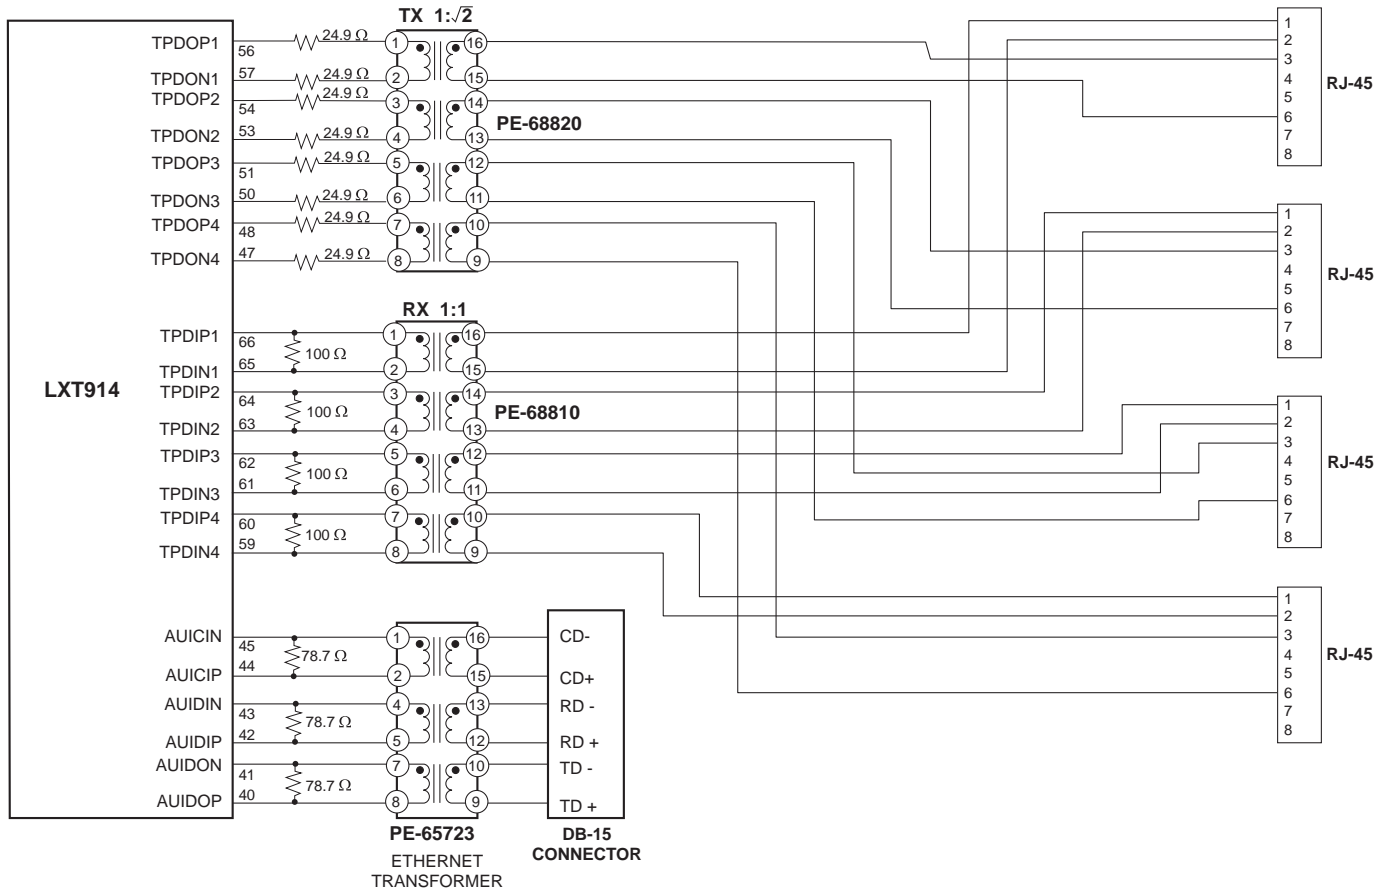 TX 1:√2
TPDOP1 56 24.9 Ω 1 16
TPDON1 57 24.9 Ω 2 15
TPDOP2 54 24.9 Ω 3 14
PE-68820
TPDON2 53 24.9 Ω 4 13
TPDOP3 51 24.9 Ω 5 12
TPDON3 50 24.9 Ω 6 11
TPDOP4 48 24.9 Ω 7 10
TPDON4 47 24.9 Ω 8 9
RX 1:1
TPDIP1 66 1 16
100 Ω
TPDIN1 65 2 15
LXT914
TPDIP2 64 3 14
100 Ω
PE-68810
TPDIN2 63 4 13
TPDIP3 62 5 12
100 Ω
TPDIN3 61 6 11
TPDIP4 60 7 10
100 Ω
TPDIN4 59 8 9
AUICIN 45 1 16 CD-
78.7 Ω
AUICIP 44 2 15 CD+
AUIDIN 43 4 13 RD -
78.7 Ω
AUIDIP 42 5 12 RD +
AUIDON 41 7 10 TD -
78.7 Ω
AUIDOP 40 8 9 TD +
PE-65723
ETHERNET
TRANSFORMER
DB-15
CONNECTOR
1
2
3
4
5
6
7
8
RJ-45
1
2
3
4
5
6
7
8
RJ-45
1
2
3
4
5
6
7
8
RJ-45
1
2
3
4
5
6
7
8
RJ-45